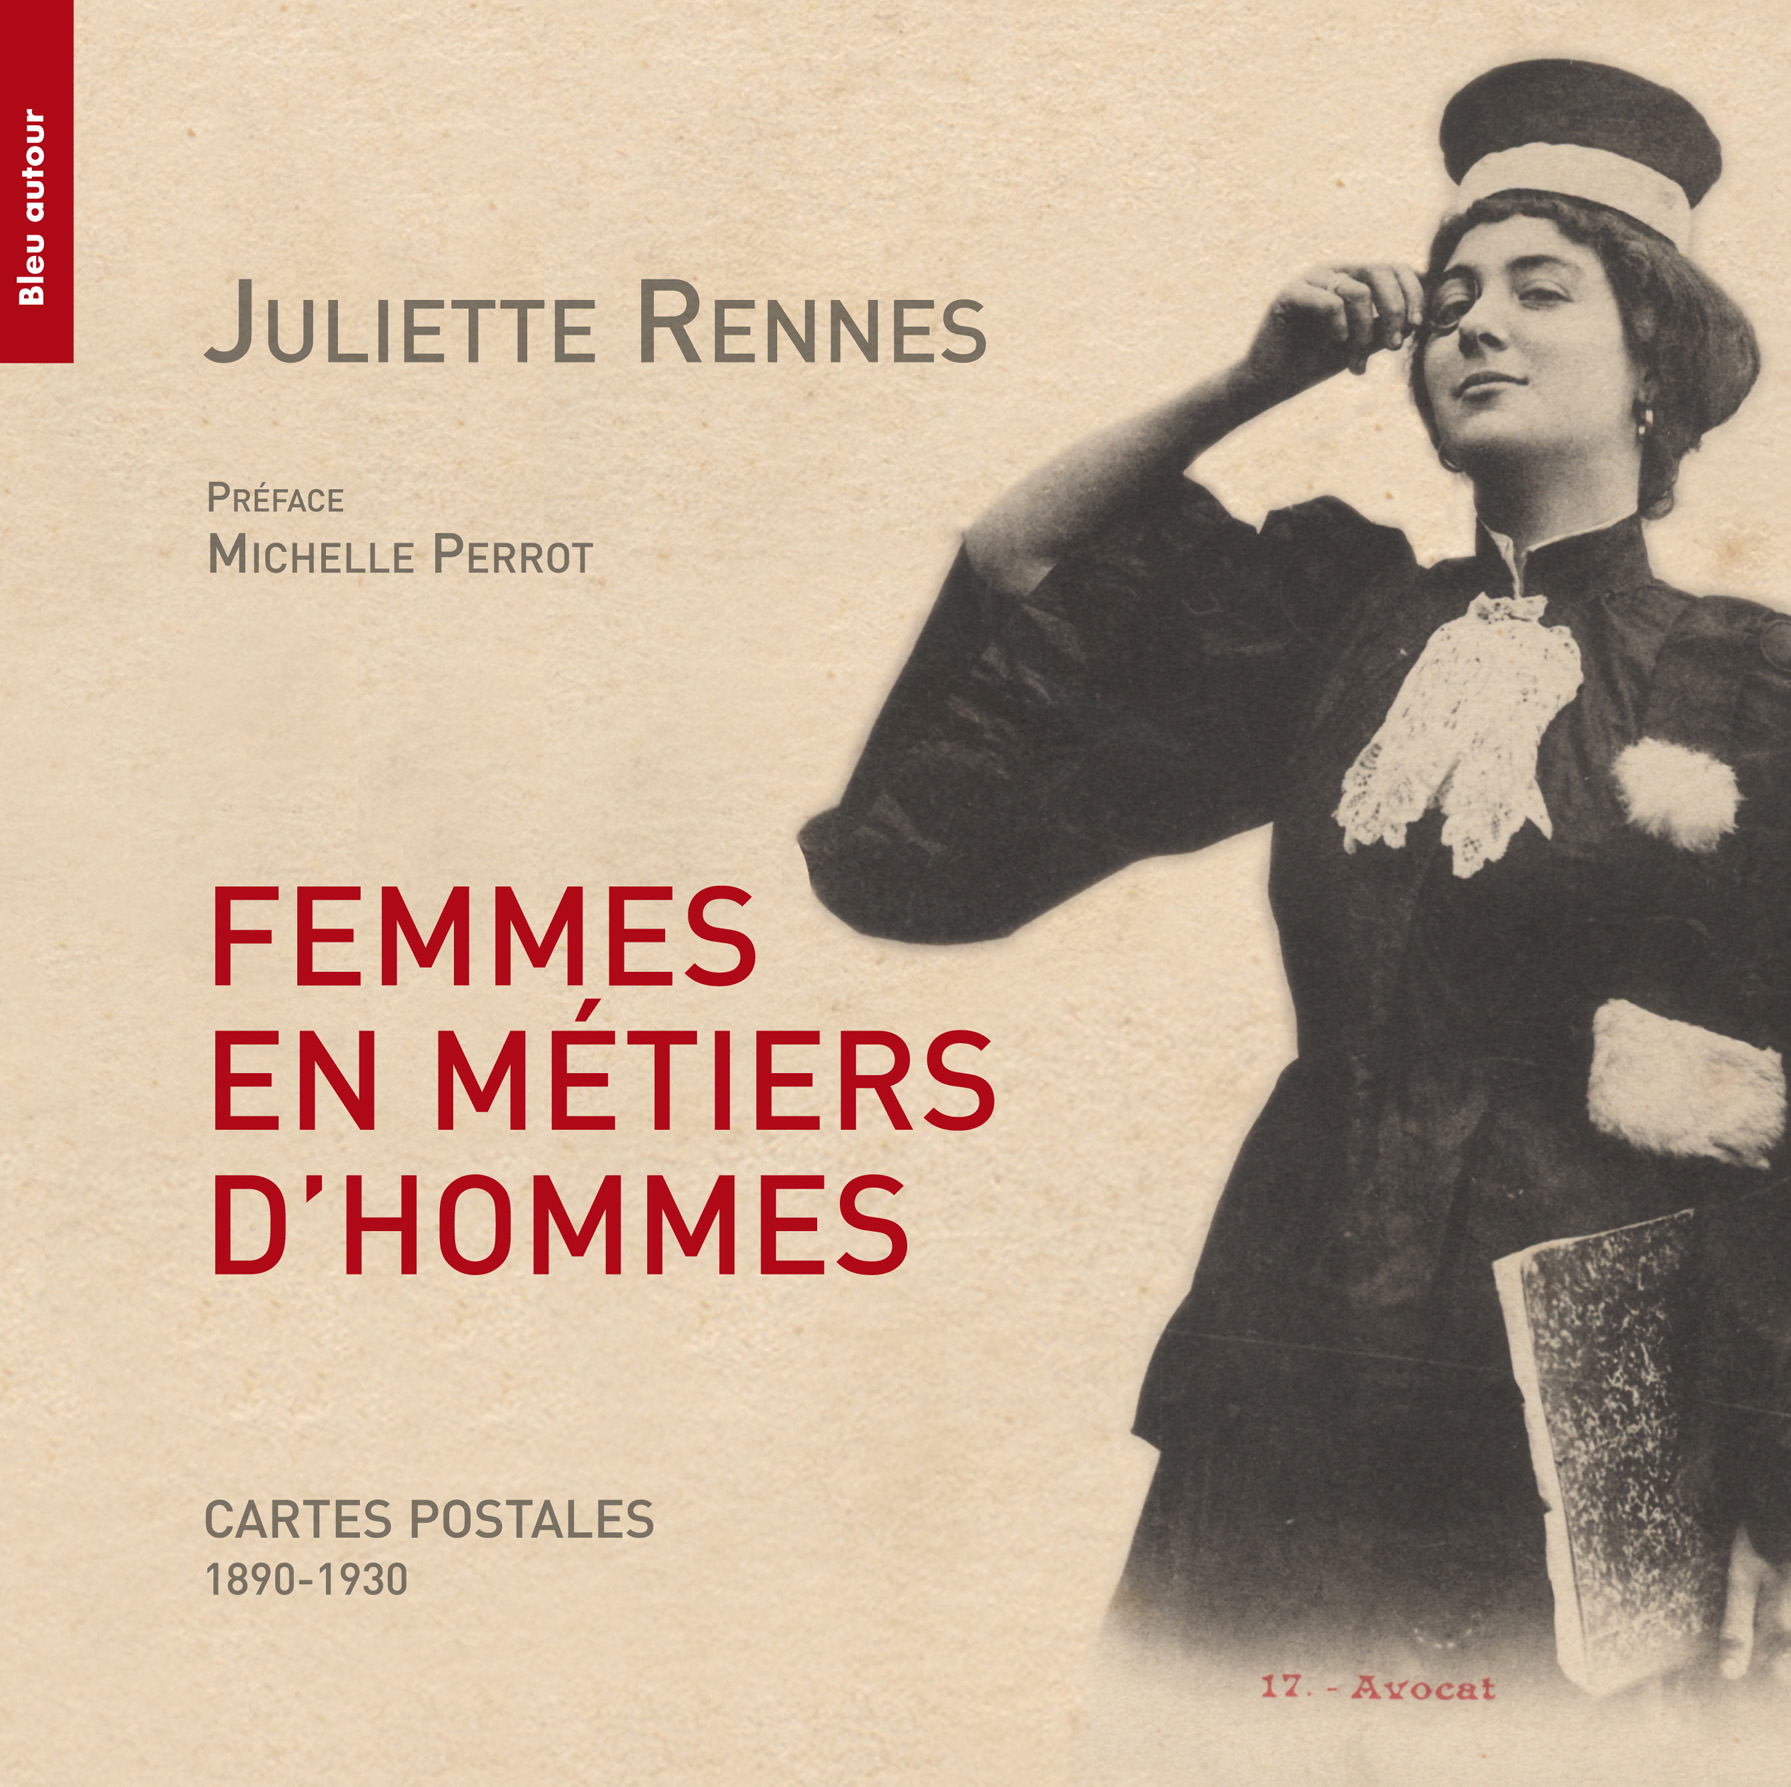 Bleu autour
JULIETTE RENNES
PRÉFACE
MICHELLE PERROT
FEMMES
EN MÉTIERS
D’HOMMES
CARTES POSTALES
1890-1930
17. - Avocat